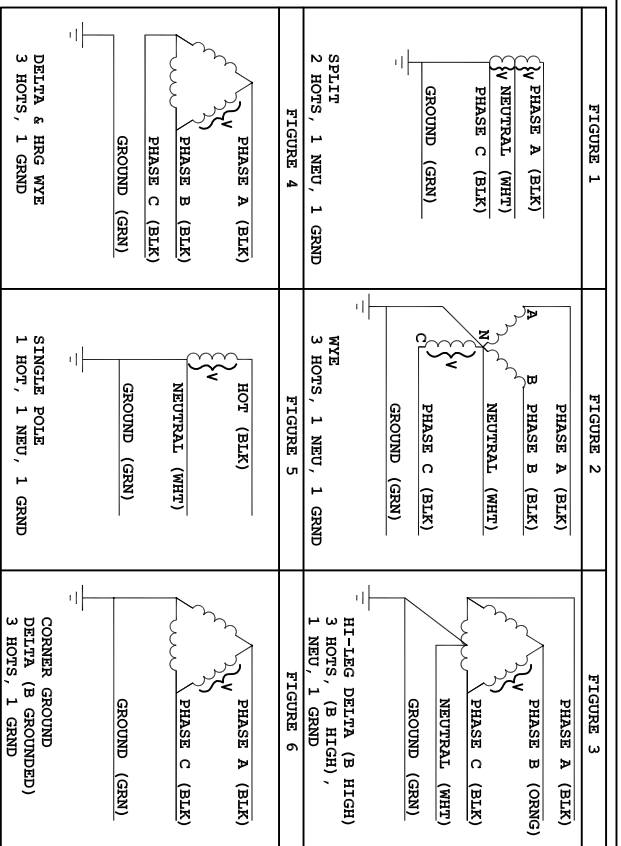 FIGURE 1
PHASE A (BLK)
V
NEUTRAL (WHT)
V
PHASE C (BLK)
GROUND (GRN)
SPLIT
2 HOTS, 1 NEU, 1 GRND
FIGURE 2
PHASE A (BLK)
A
B
PHASE B (BLK)
N
NEUTRAL (WHT)
C
V
PHASE C (BLK)
GROUND (GRN)
WYE
3 HOTS, 1 NEU, 1 GRND
FIGURE 3
PHASE A (BLK)
PHASE B (ORNG)
V
PHASE C (BLK)
NEUTRAL (WHT)
GROUND (GRN)
HI-LEG DELTA (B HIGH)
3 HOTS, (B HIGH),
1 NEU, 1 GRND
FIGURE 4
PHASE A (BLK)
V
PHASE B (BLK)
PHASE C (BLK)
GROUND (GRN)
DELTA & HRG WYE
3 HOTS, 1 GRND
FIGURE 5
HOT (BLK)
V
NEUTRAL (WHT)
GROUND (GRN)
SINGLE POLE
1 HOT, 1 NEU, 1 GRND
FIGURE 6
PHASE A (BLK)
V
PHASE C (BLK)
GROUND (GRN)
CORNER GROUND
DELTA (B GROUNDED)
3 HOTS, 1 GRND